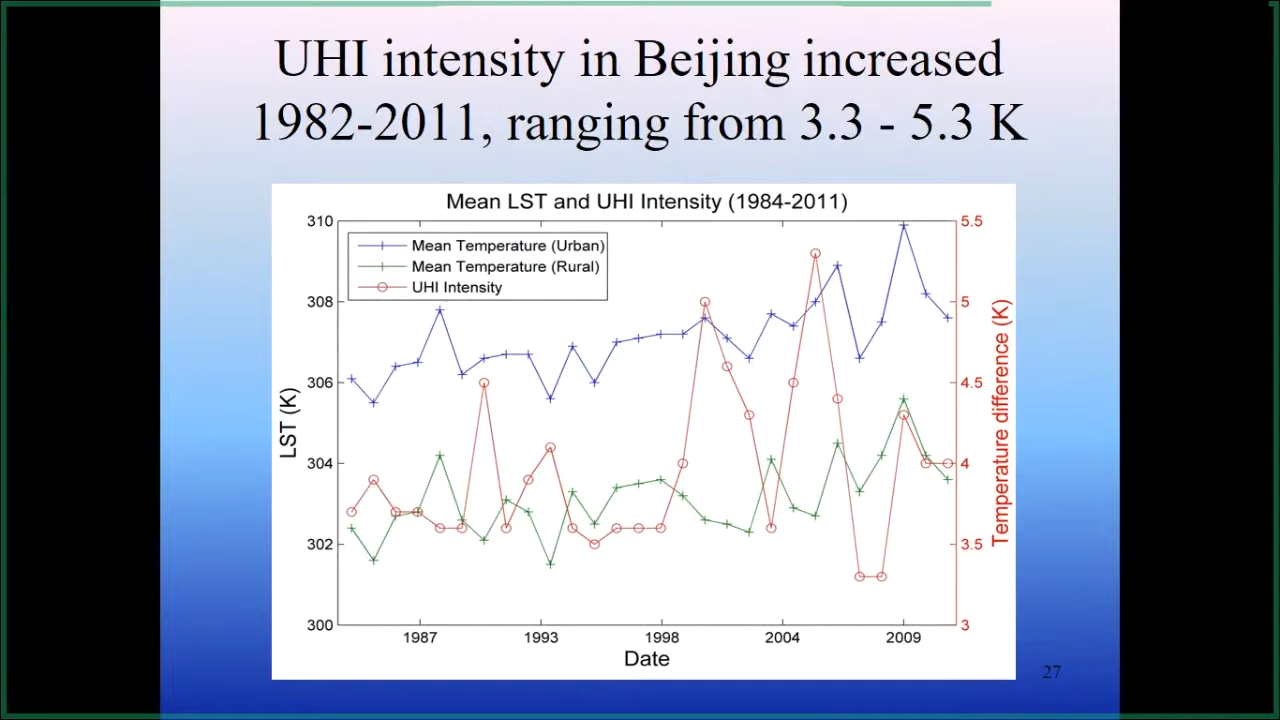 UHI intensity in Beijing increased
1982-2011, ranging from 3.3 - 5.3 K
Mean LST and UHI Intensity (1984-2011)
Mean Temperature (Urban)
Mean Temperature (Rural)
UHI Intensity
LST (K)
310
308
306
304
302
300
5.5
5
4.5
4
3.5
3
Temperature difference (K)
1987 1993 1998 2004 2009
Date
27